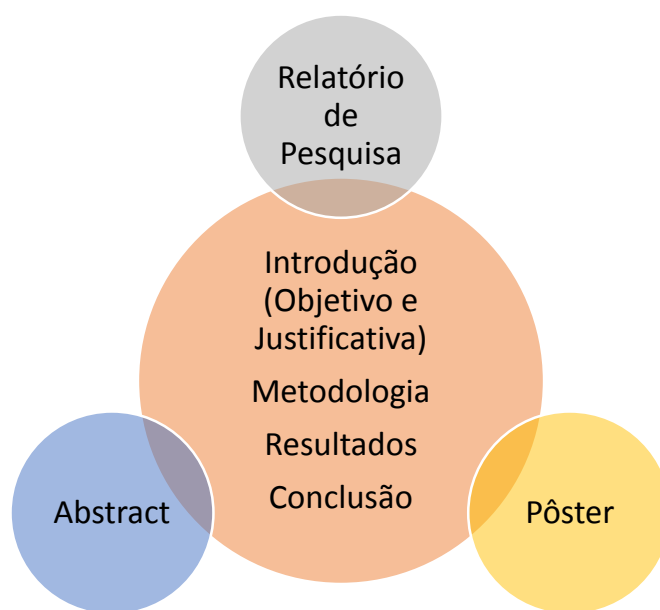 Relatório
de
Pesquisa
Introdução
(Objetivo e
Justificativa)
Metodologia
Resultados
Conclusão
Abstract
Pôster